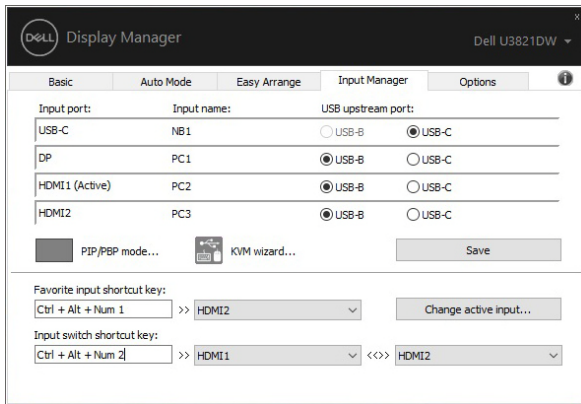 x
DELL Display Manager
Dell U3821DW
Basic Auto Mode Easy Arrange Input Manager Options i
Input port: Input name: USB upstream port:
USB-C NB1 USB-B USB-C
DP PC1 USB-B USB-C
HDMI1 (Active) PC2 USB-B USB-C
HDMI2 PC3 USB-B USB-C
PIP/PBP mode... KVM wizard... Save
Favorite input shortcut key:
Ctrl + Alt + Num 1 >> HDMI2 Change active input...
Input switch shortcut key:
Ctrl + Alt + Num 2 >> HDMI1 <<>> HDMI2